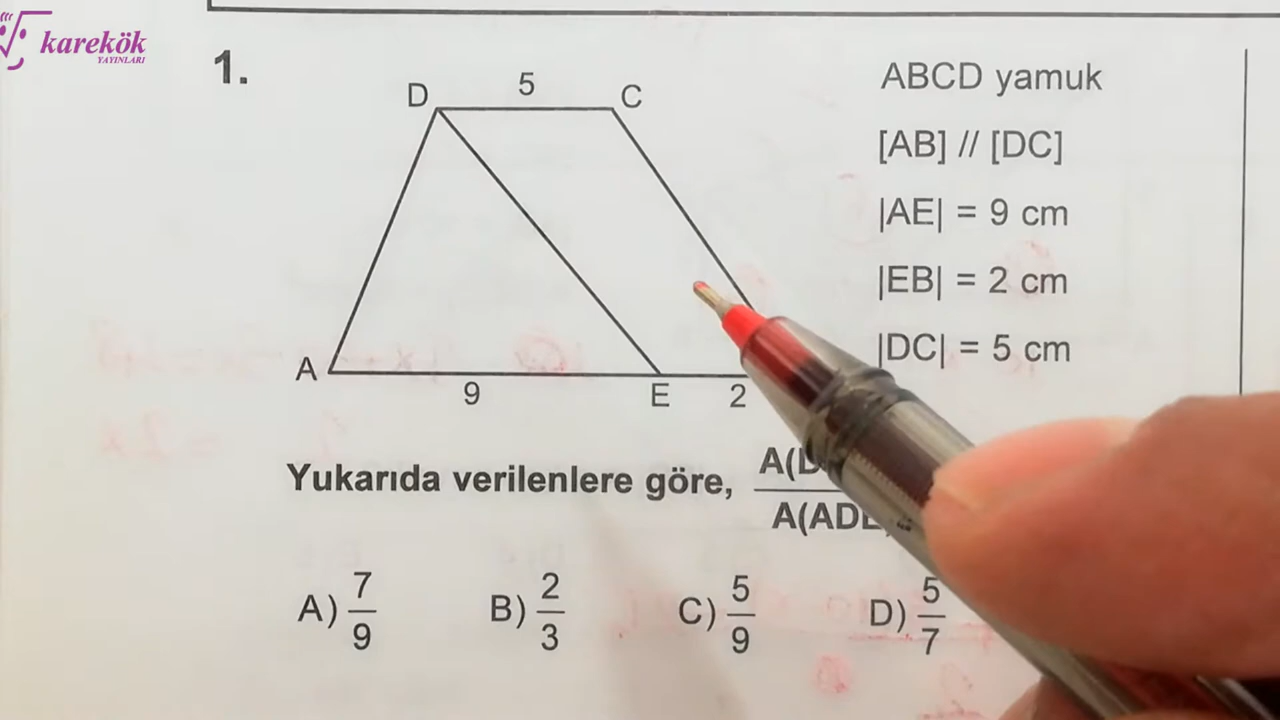 karekök
YAYINLARI
1.
D 5 C
A 9 E 2
ABCD yamuk
[AB] // [DC]
|AE| = 9 cm
|EB| = 2 cm
|DC| = 5 cm
Yukarıda verilenlere göre, A(D
A(ADE
A) 7/9 B) 2/3 C) 5/9 D) 5/7